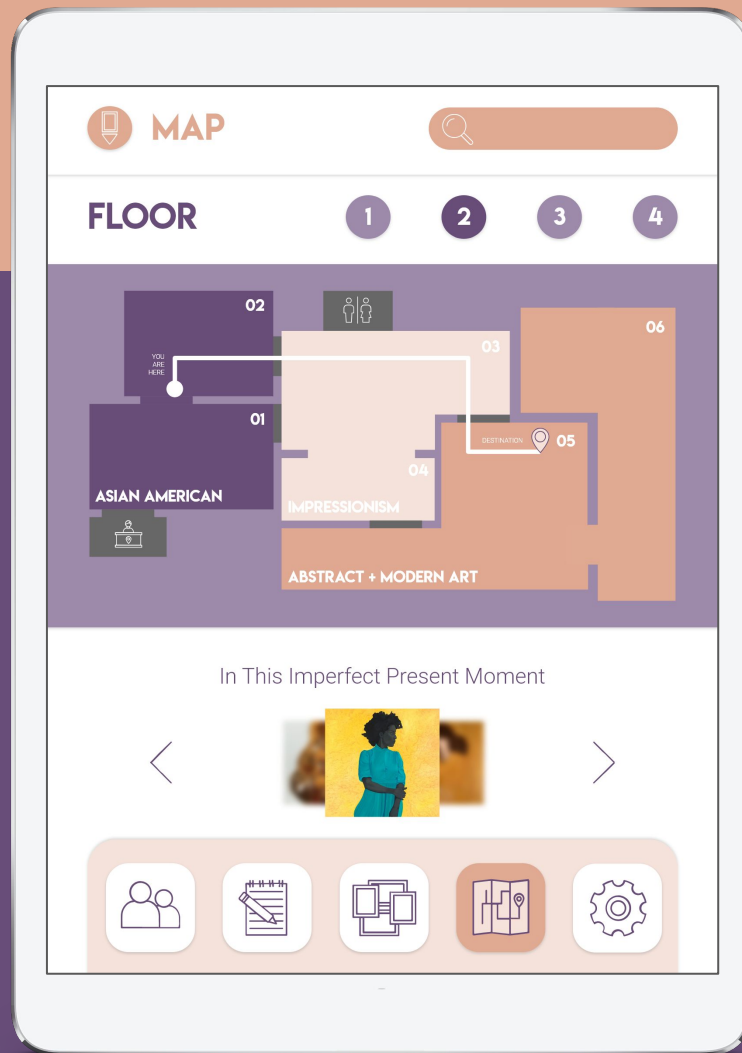 MAP
FLOOR 1 2 3 4
02
03
06
YOU
ARE
HERE
01
DESTINATION 05
04
ASIAN AMERICAN
IMPRESSIONISM
ABSTRACT + MODERN ART
In This Imperfect Present Moment